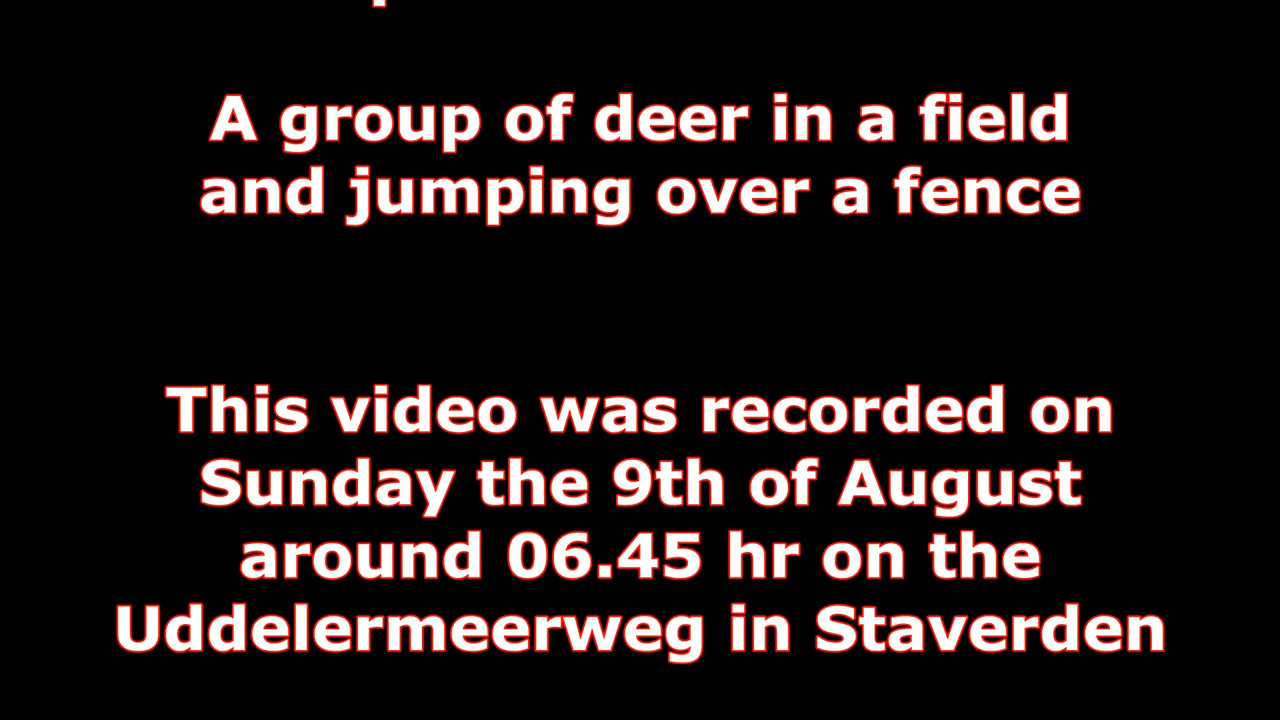 A group of deer in a field
and jumping over a fence
This video was recorded on
Sunday the 9th of August
around 06.45 hr on the
Uddelermeerweg in Staverden